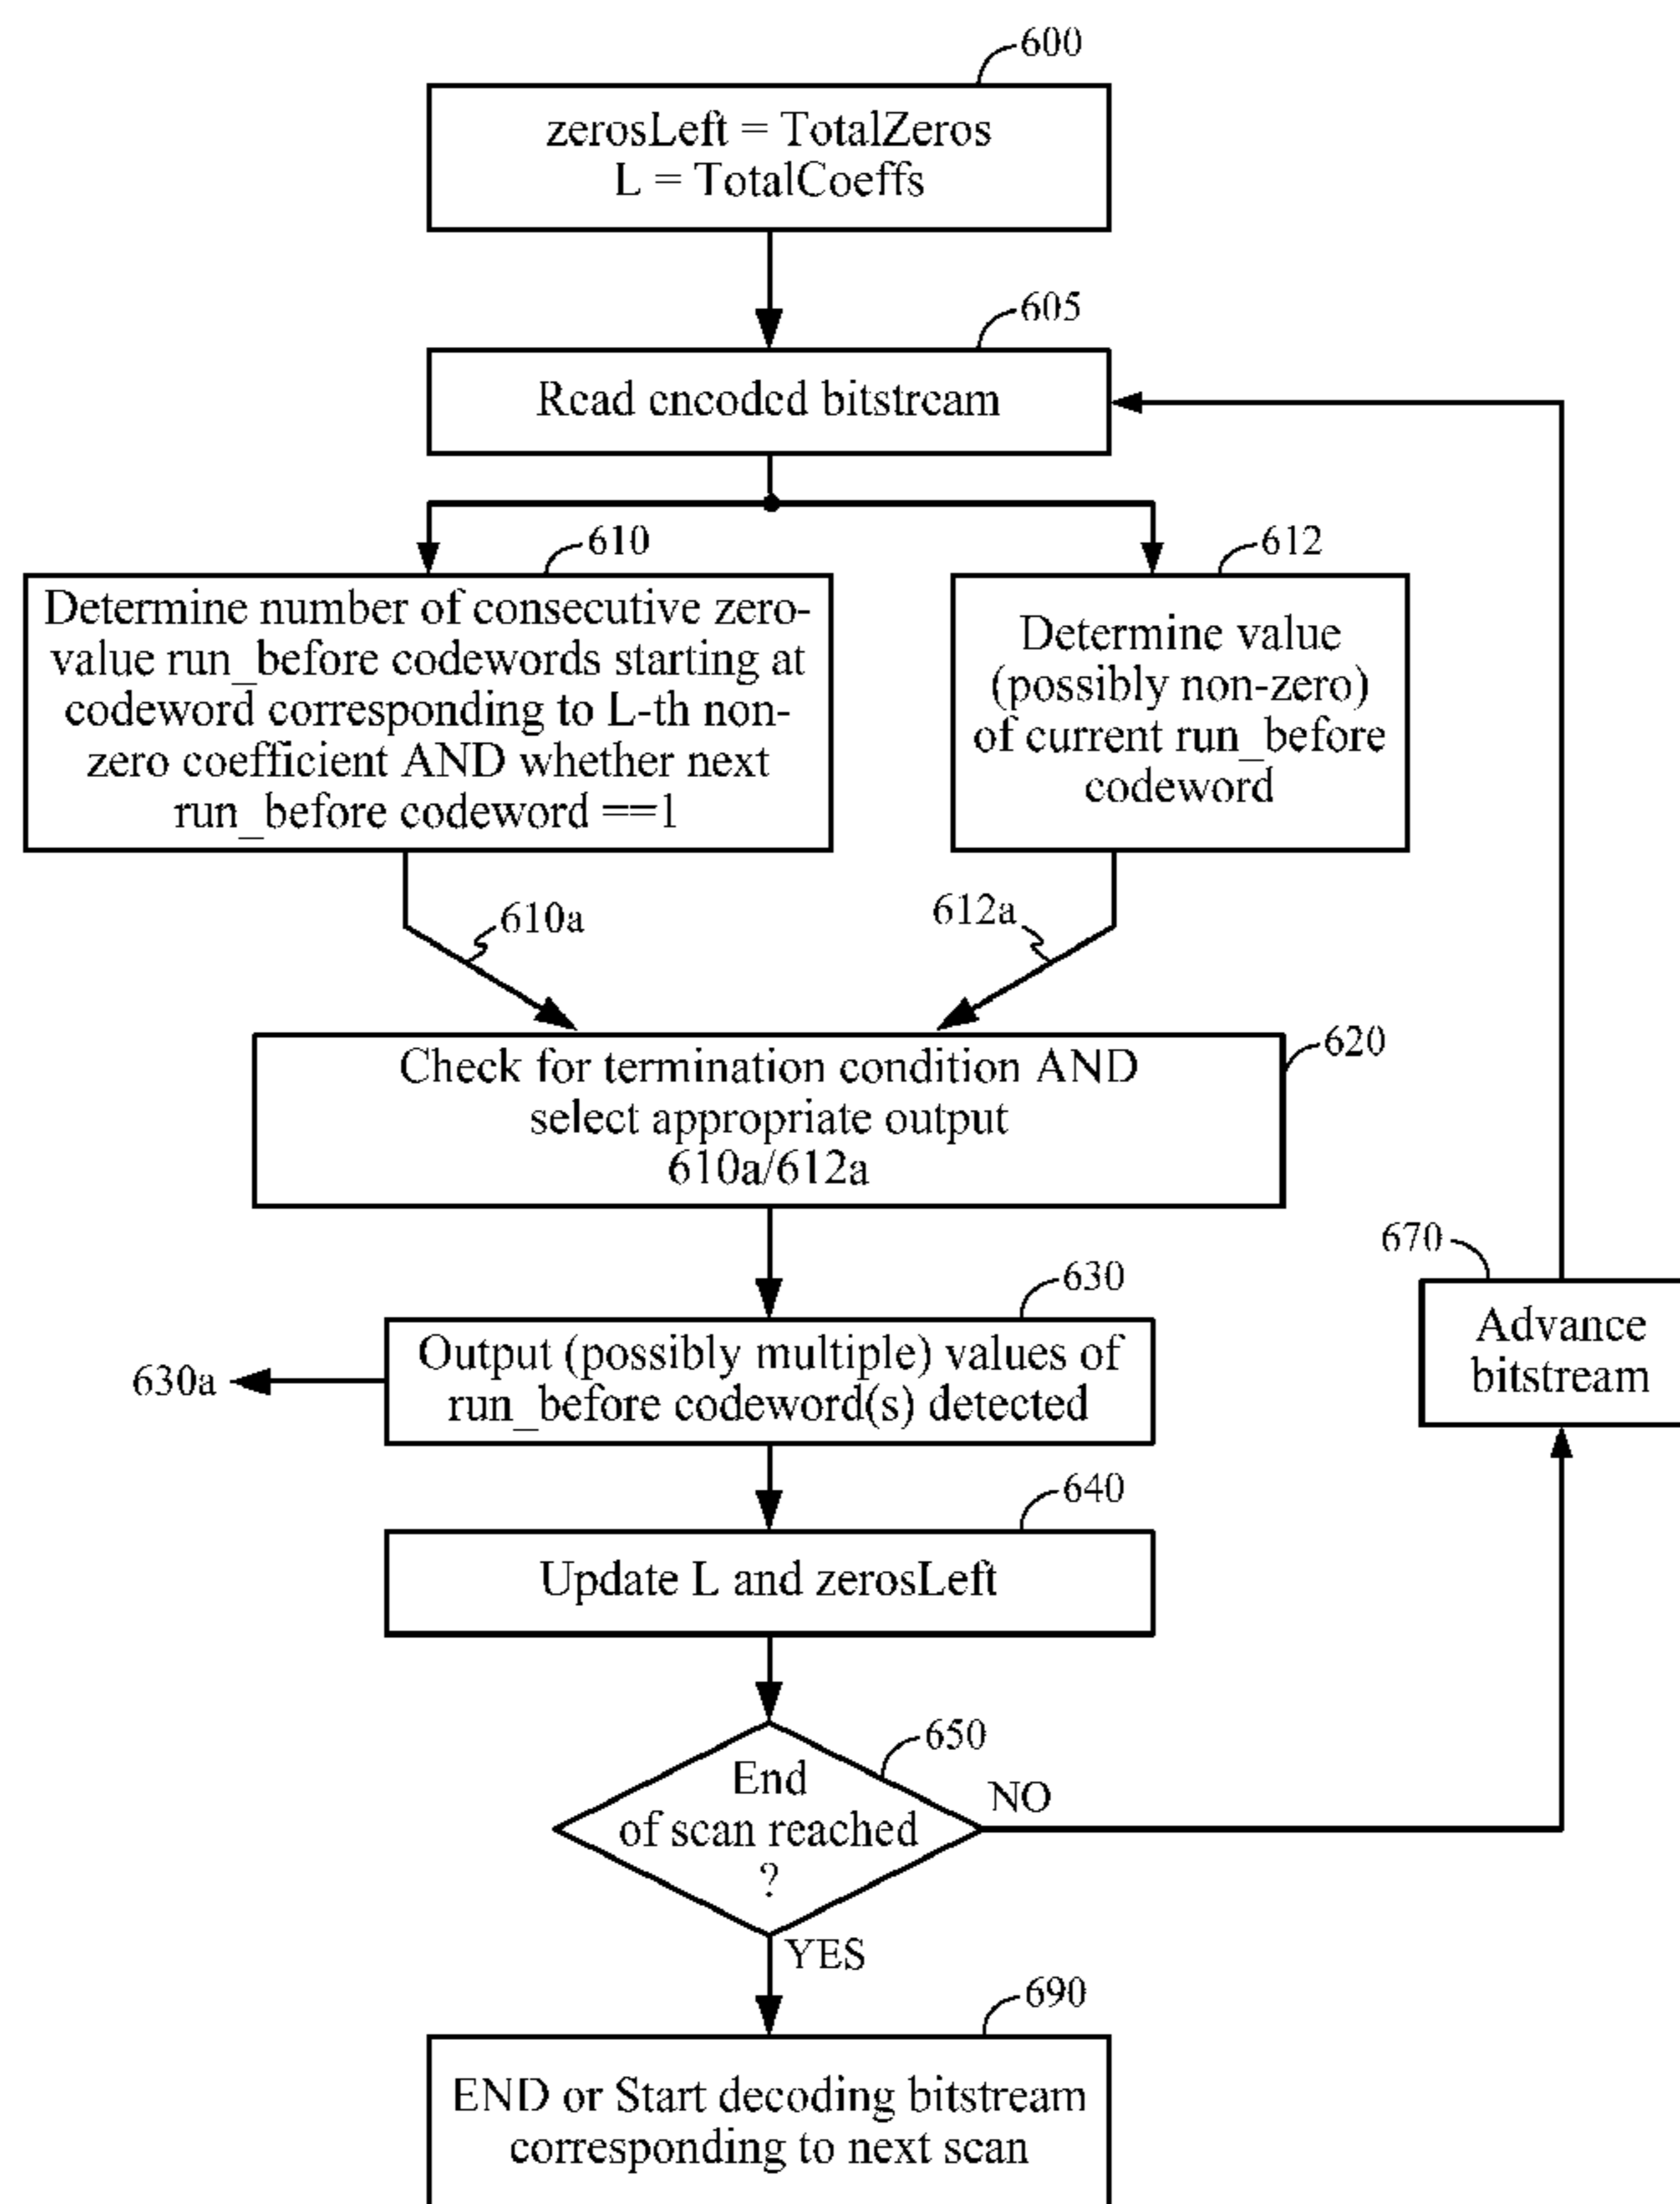 600
zerosLeft = TotalZeros
L = TotalCoeffs
605
Read encoded bitstream
610
Determine number of consecutive zero-
value run_before codewords starting at
codeword corresponding to L-th non-
zero coefficient AND whether next
run_before codeword ==1
612
Determine value
(possibly non-zero)
of current run_before
codeword
610a
612a
620
Check for termination condition AND
select appropriate output
610a/612a
630
Output (possibly multiple) values of
run_before codeword(s) detected
630a
640
Update L and zerosLeft
650
End
of scan reached
?
NO
YES
670
Advance
bitstream
690
END or Start decoding bitstream
corresponding to next scan